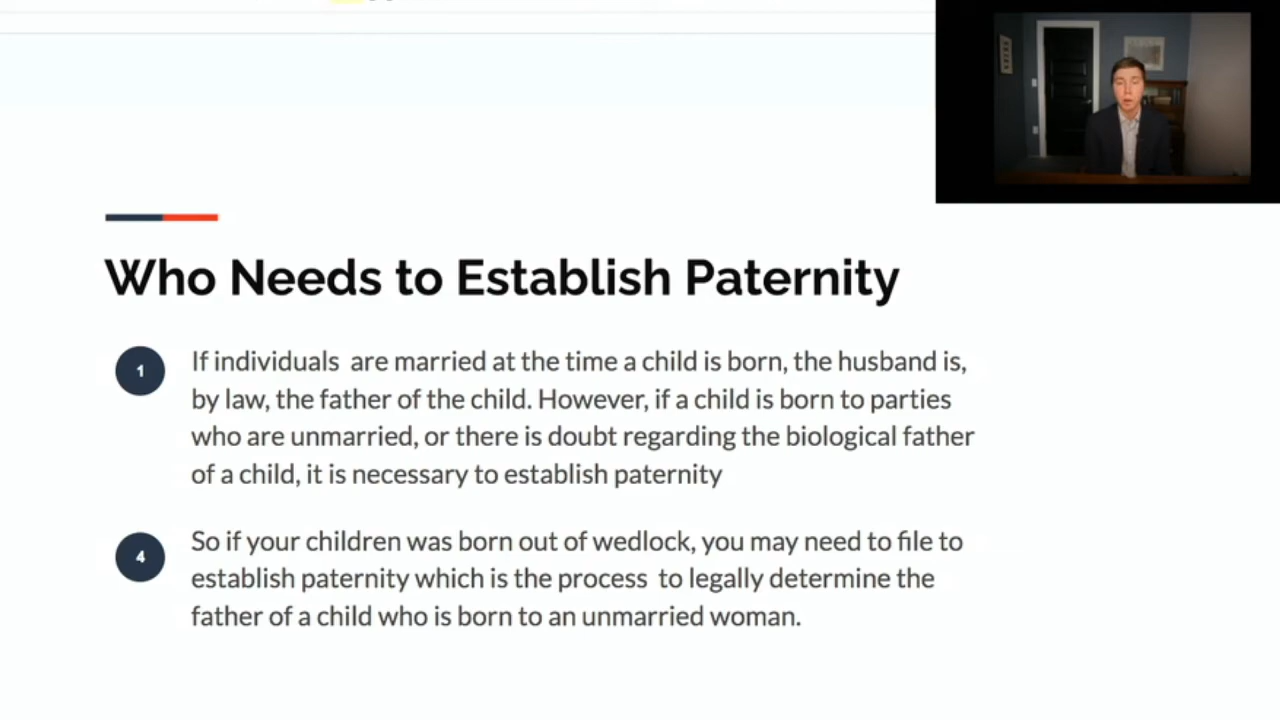 Who Needs to Establish Paternity
1
If individuals are married at the time a child is born, the husband is,
by law, the father of the child. However, if a child is born to parties
who are unmarried, or there is doubt regarding the biological father
of a child, it is necessary to establish paternity
4
So if your children was born out of wedlock, you may need to file to
establish paternity which is the process to legally determine the
father of a child who is born to an unmarried woman.